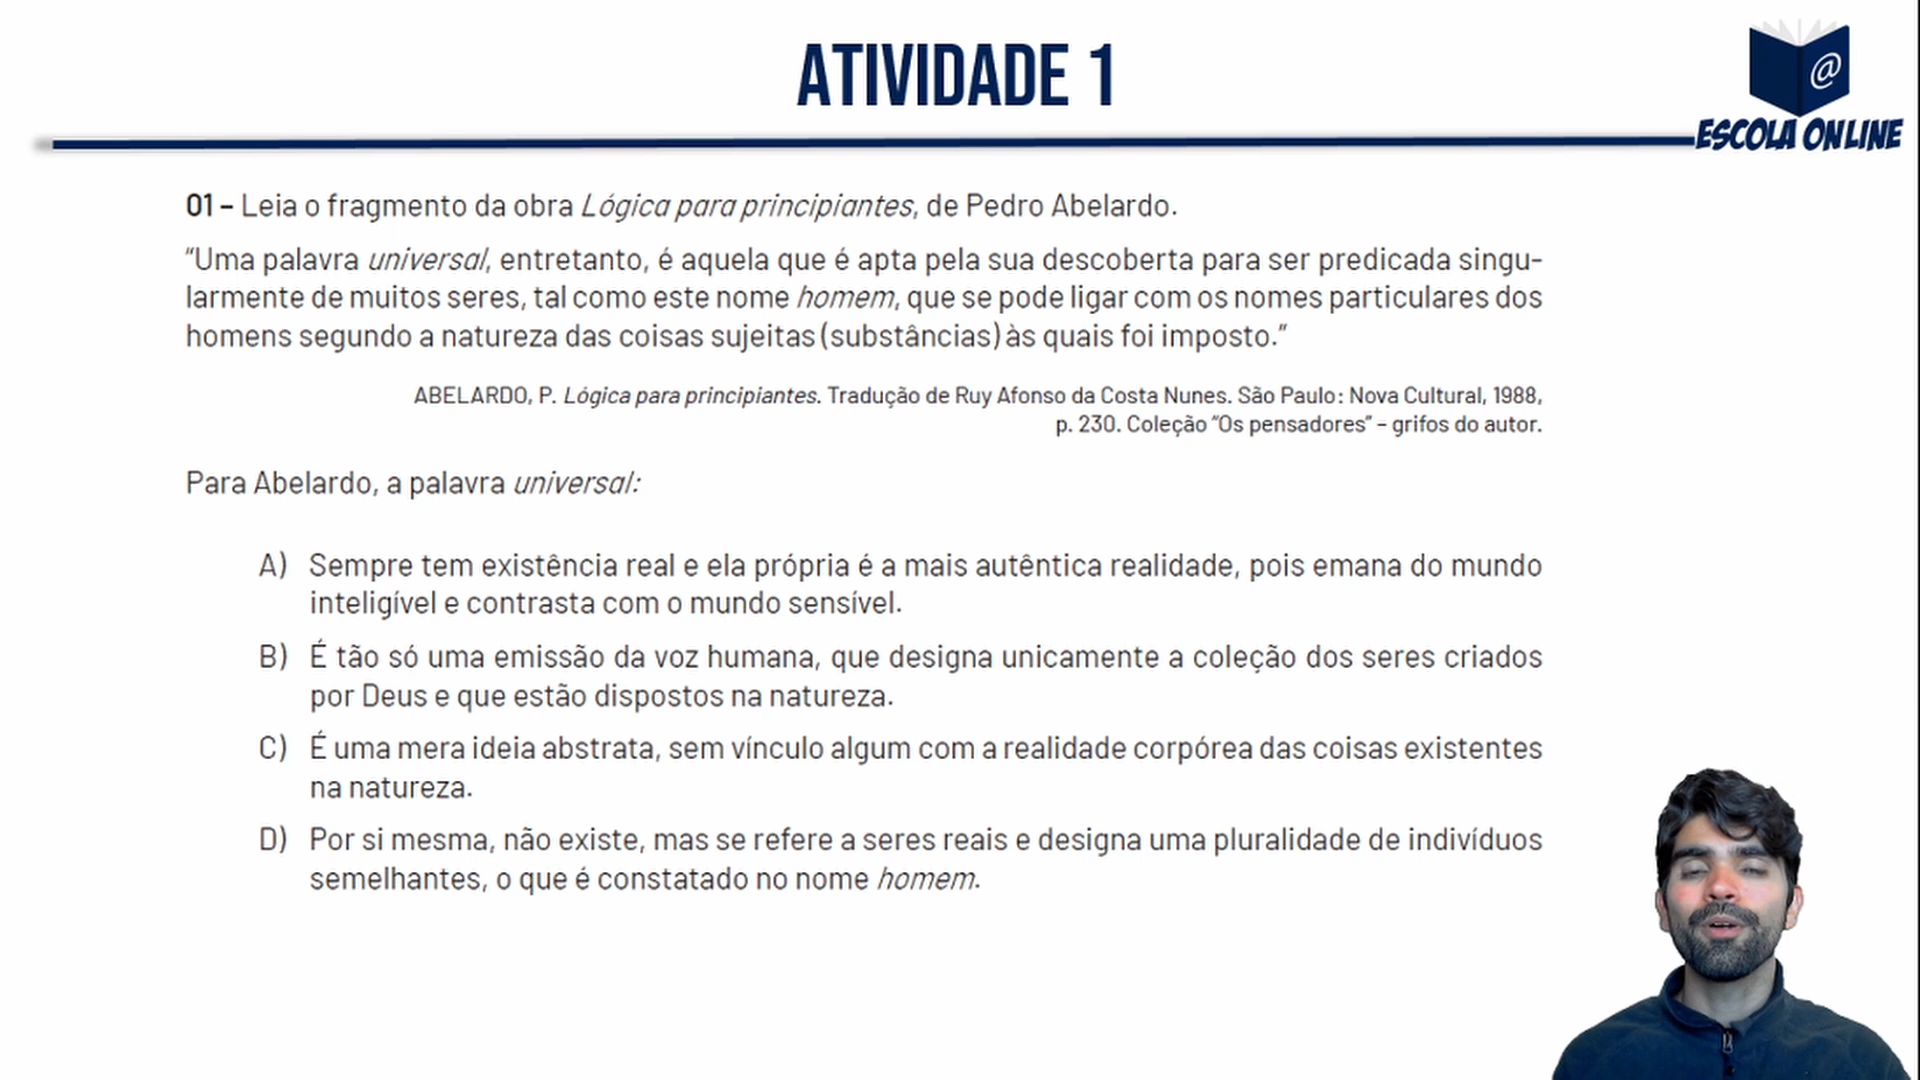 ATIVIDADE 1
@
ESCOLA ONLINE
01 – Leia o fragmento da obra Lógica para principiantes, de Pedro Abelardo.
“Uma palavra universal, entretanto, é aquela que é apta pela sua descoberta para ser predicada singu-
larmente de muitos seres, tal como este nome homem, que se pode ligar com os nomes particulares dos
homens segundo a natureza das coisas sujeitas (substâncias) às quais foi imposto.”
ABELARDO, P. Lógica para principiantes. Tradução de Ruy Afonso da Costa Nunes. São Paulo: Nova Cultural, 1988,
p. 230. Coleção “Os pensadores” – grifos do autor.
Para Abelardo, a palavra universal:
A) Sempre tem existência real e ela própria é a mais autêntica realidade, pois emana do mundo
inteligível e contrasta com o mundo sensível.
B) É tão só uma emissão da voz humana, que designa unicamente a coleção dos seres criados
por Deus e que estão dispostos na natureza.
C) É uma mera ideia abstrata, sem vínculo algum com a realidade corpórea das coisas existentes
na natureza.
D) Por si mesma, não existe, mas se refere a seres reais e designa uma pluralidade de indivíduos
semelhantes, o que é constatado no nome homem.